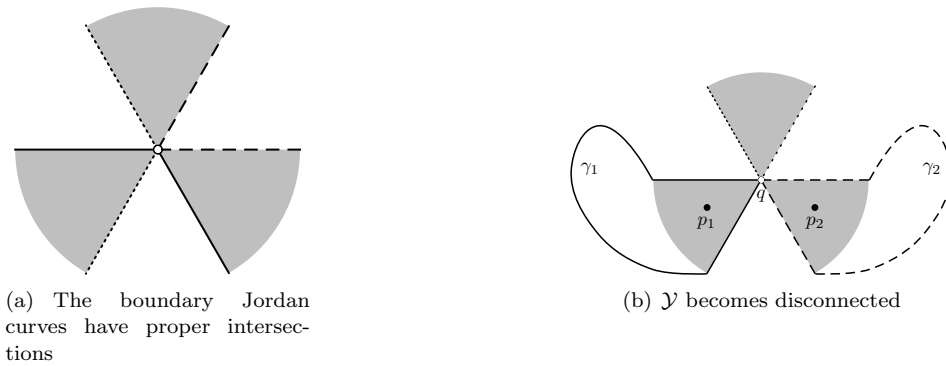 γ₁
γ₂
q
p₁
p₂
(a) The boundary Jordan
curves have proper intersec-
tions
(b) 𝒴 becomes disconnected